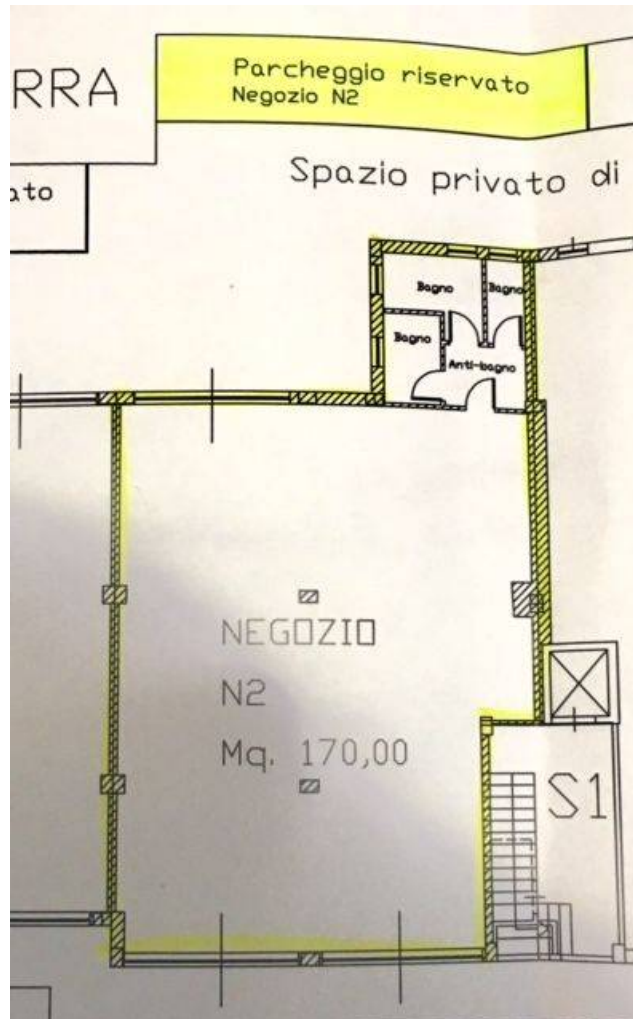 RRA
Parcheggio riservato
Negozio N2
ato
Spazio privato di
Bagno
Bagno
Bagno
Anti-bagno
NEGOZIO
N2
Mq. 170,00
S1